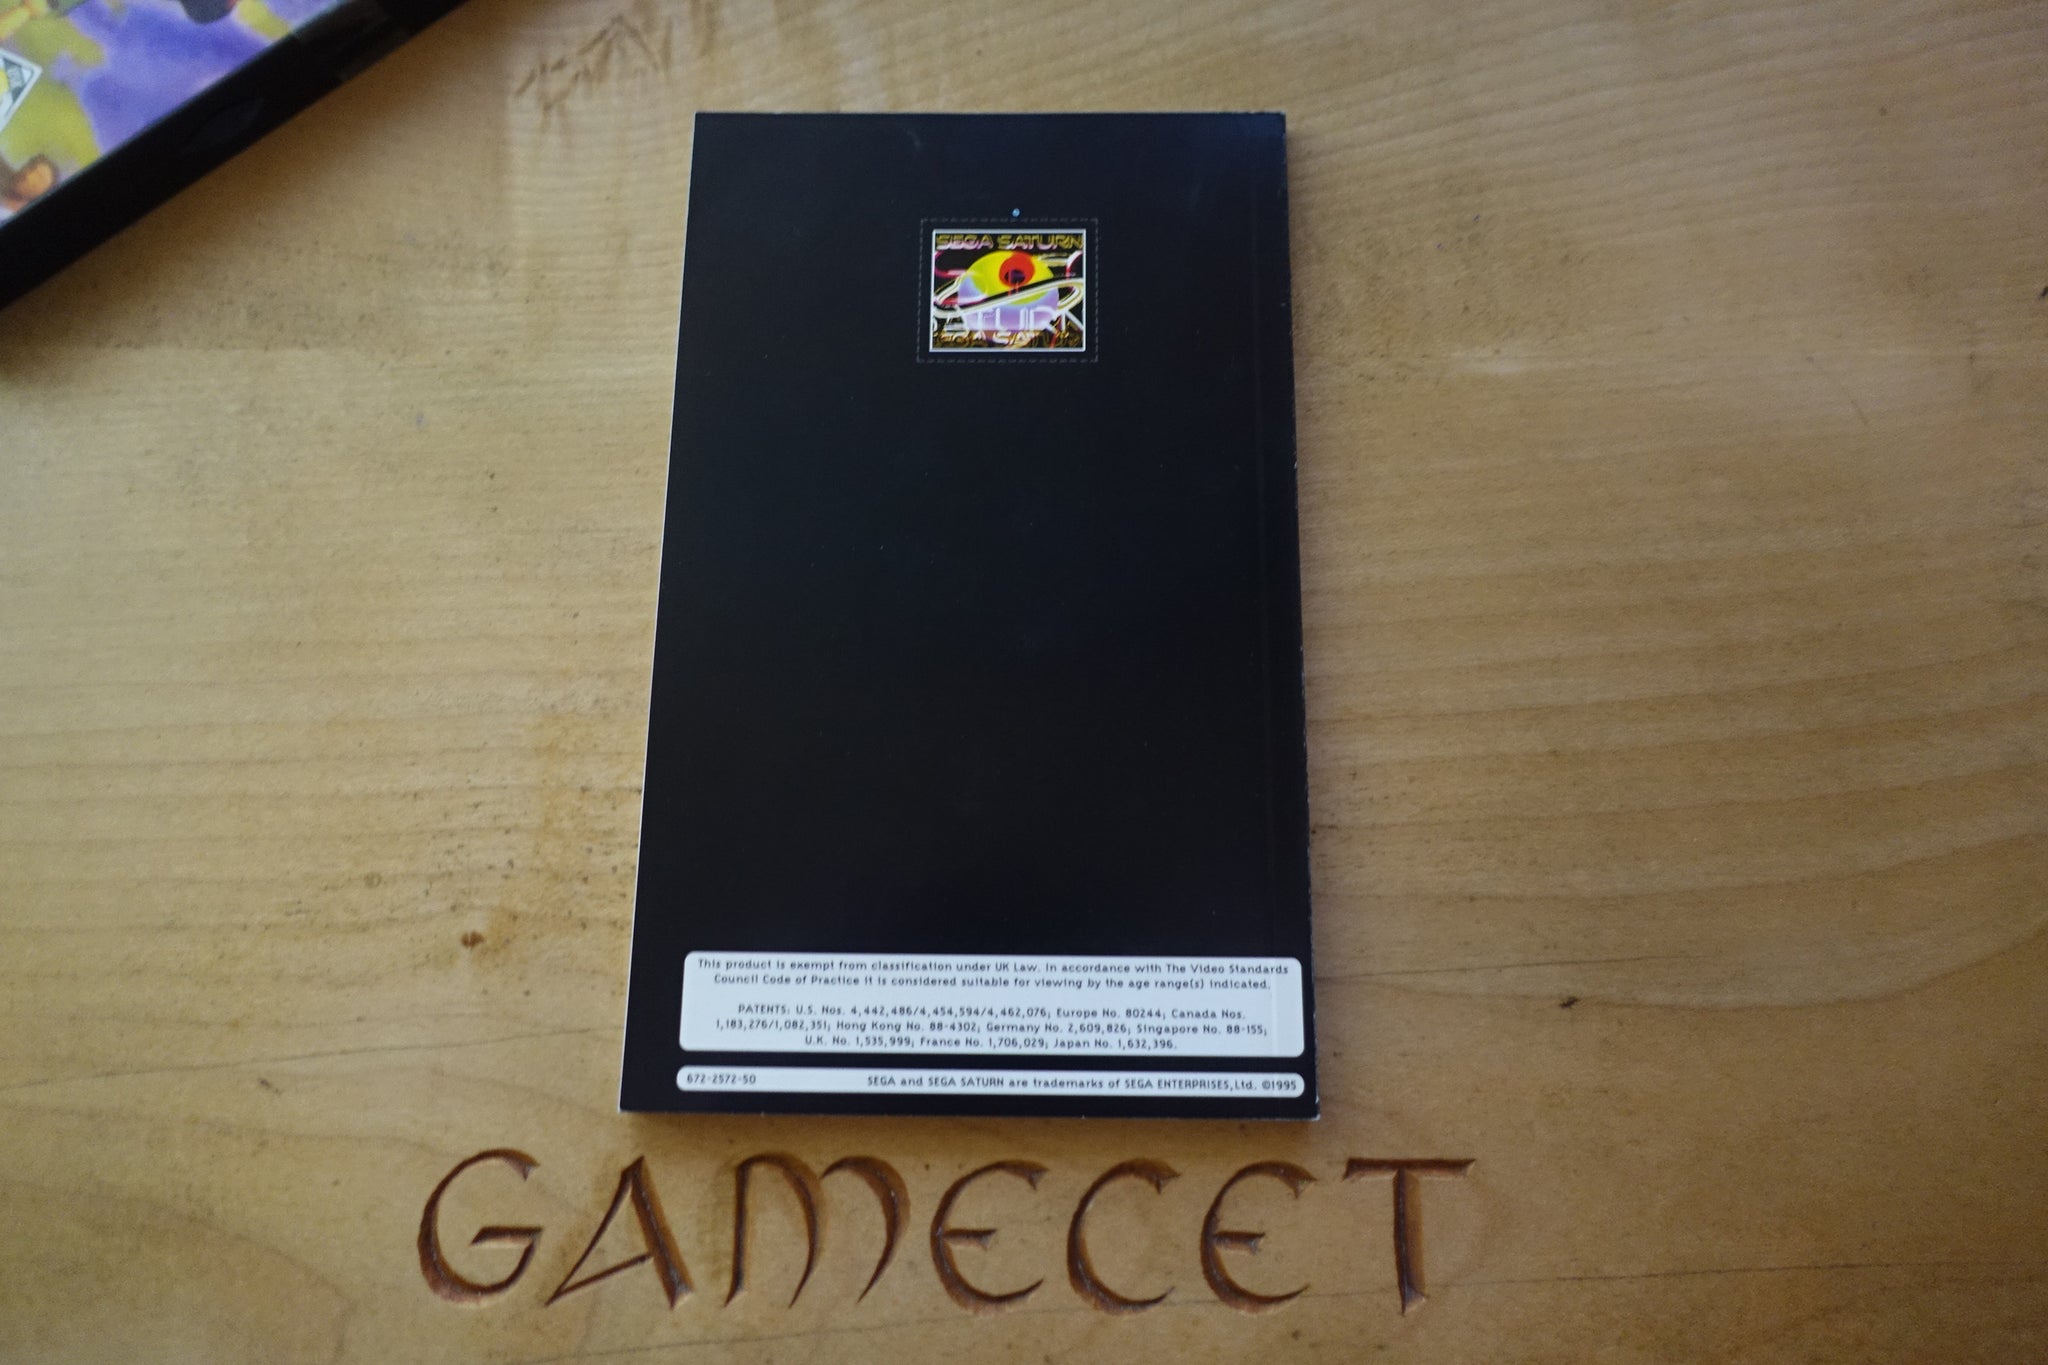 SEGA SATURN
SATURN
SEGA SATURN
This product is exempt from classification under UK Law. In accordance with The Video Standards
Council Code of Practice it is considered suitable for viewing by the age range(s) indicated.
PATENTS: U.S. Nos. 4,442,486/4,454,594/4,462,076; Europe No. 80244; Canada Nos.
1,183,276/1,082,351; Hong Kong No. 88-4302; Germany No. 2,609,826; Singapore No. 88-155;
U.K. No. 1,535,999; France No. 1,706,029; Japan No. 1,632,396.
672-2572-50 SEGA and SEGA SATURN are trademarks of SEGA ENTERPRISES, Ltd. ©1995
GAMECET